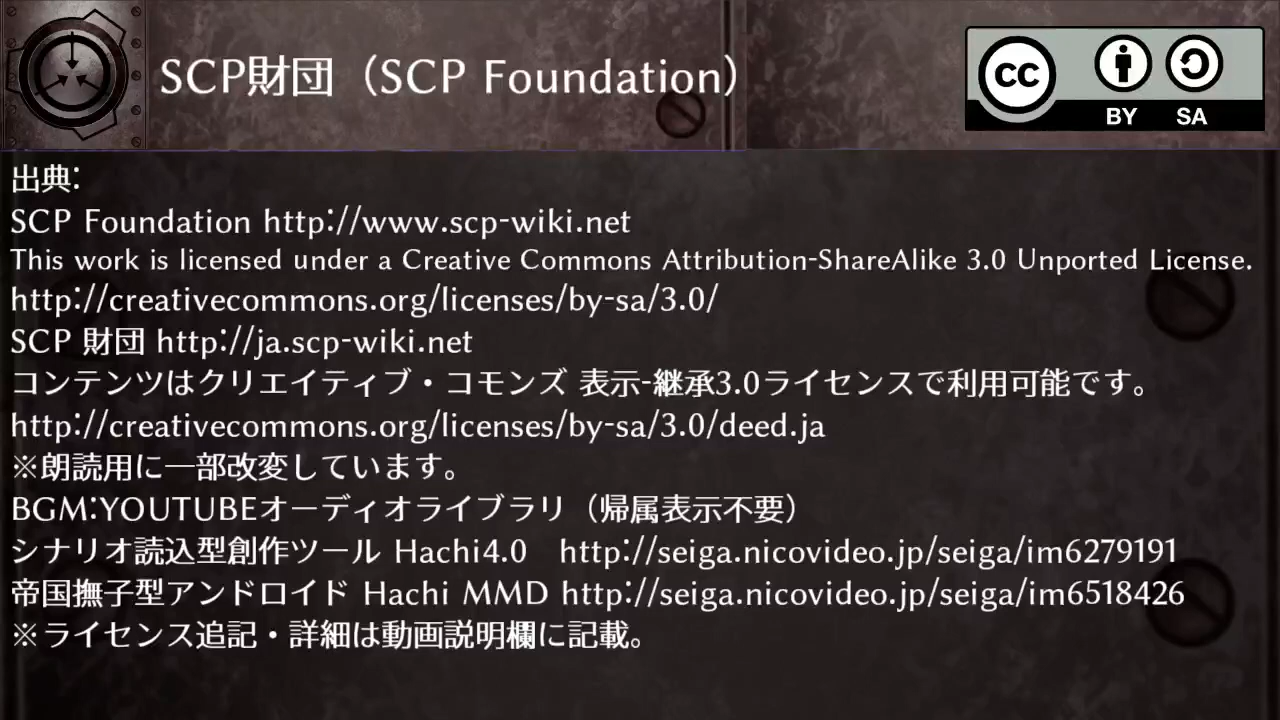 SCP財団（SCP Foundation）
CC BY SA
出典:
SCP Foundation http://www.scp-wiki.net
This work is licensed under a Creative Commons Attribution-ShareAlike 3.0 Unported License.
http://creativecommons.org/licenses/by-sa/3.0/
SCP 財団 http://ja.scp-wiki.net
コンテンツはクリエイティブ・コモンズ 表示-継承3.0ライセンスで利用可能です。
http://creativecommons.org/licenses/by-sa/3.0/deed.ja
※朗読用に一部改変しています。
BGM:YOUTUBEオーディオライブラリ（帰属表示不要）
シナリオ読込型創作ツール Hachi4.0　http://seiga.nicovideo.jp/seiga/im6279191
帝国撫子型アンドロイド Hachi MMD http://seiga.nicovideo.jp/seiga/im6518426
※ライセンス追記・詳細は動画説明欄に記載。